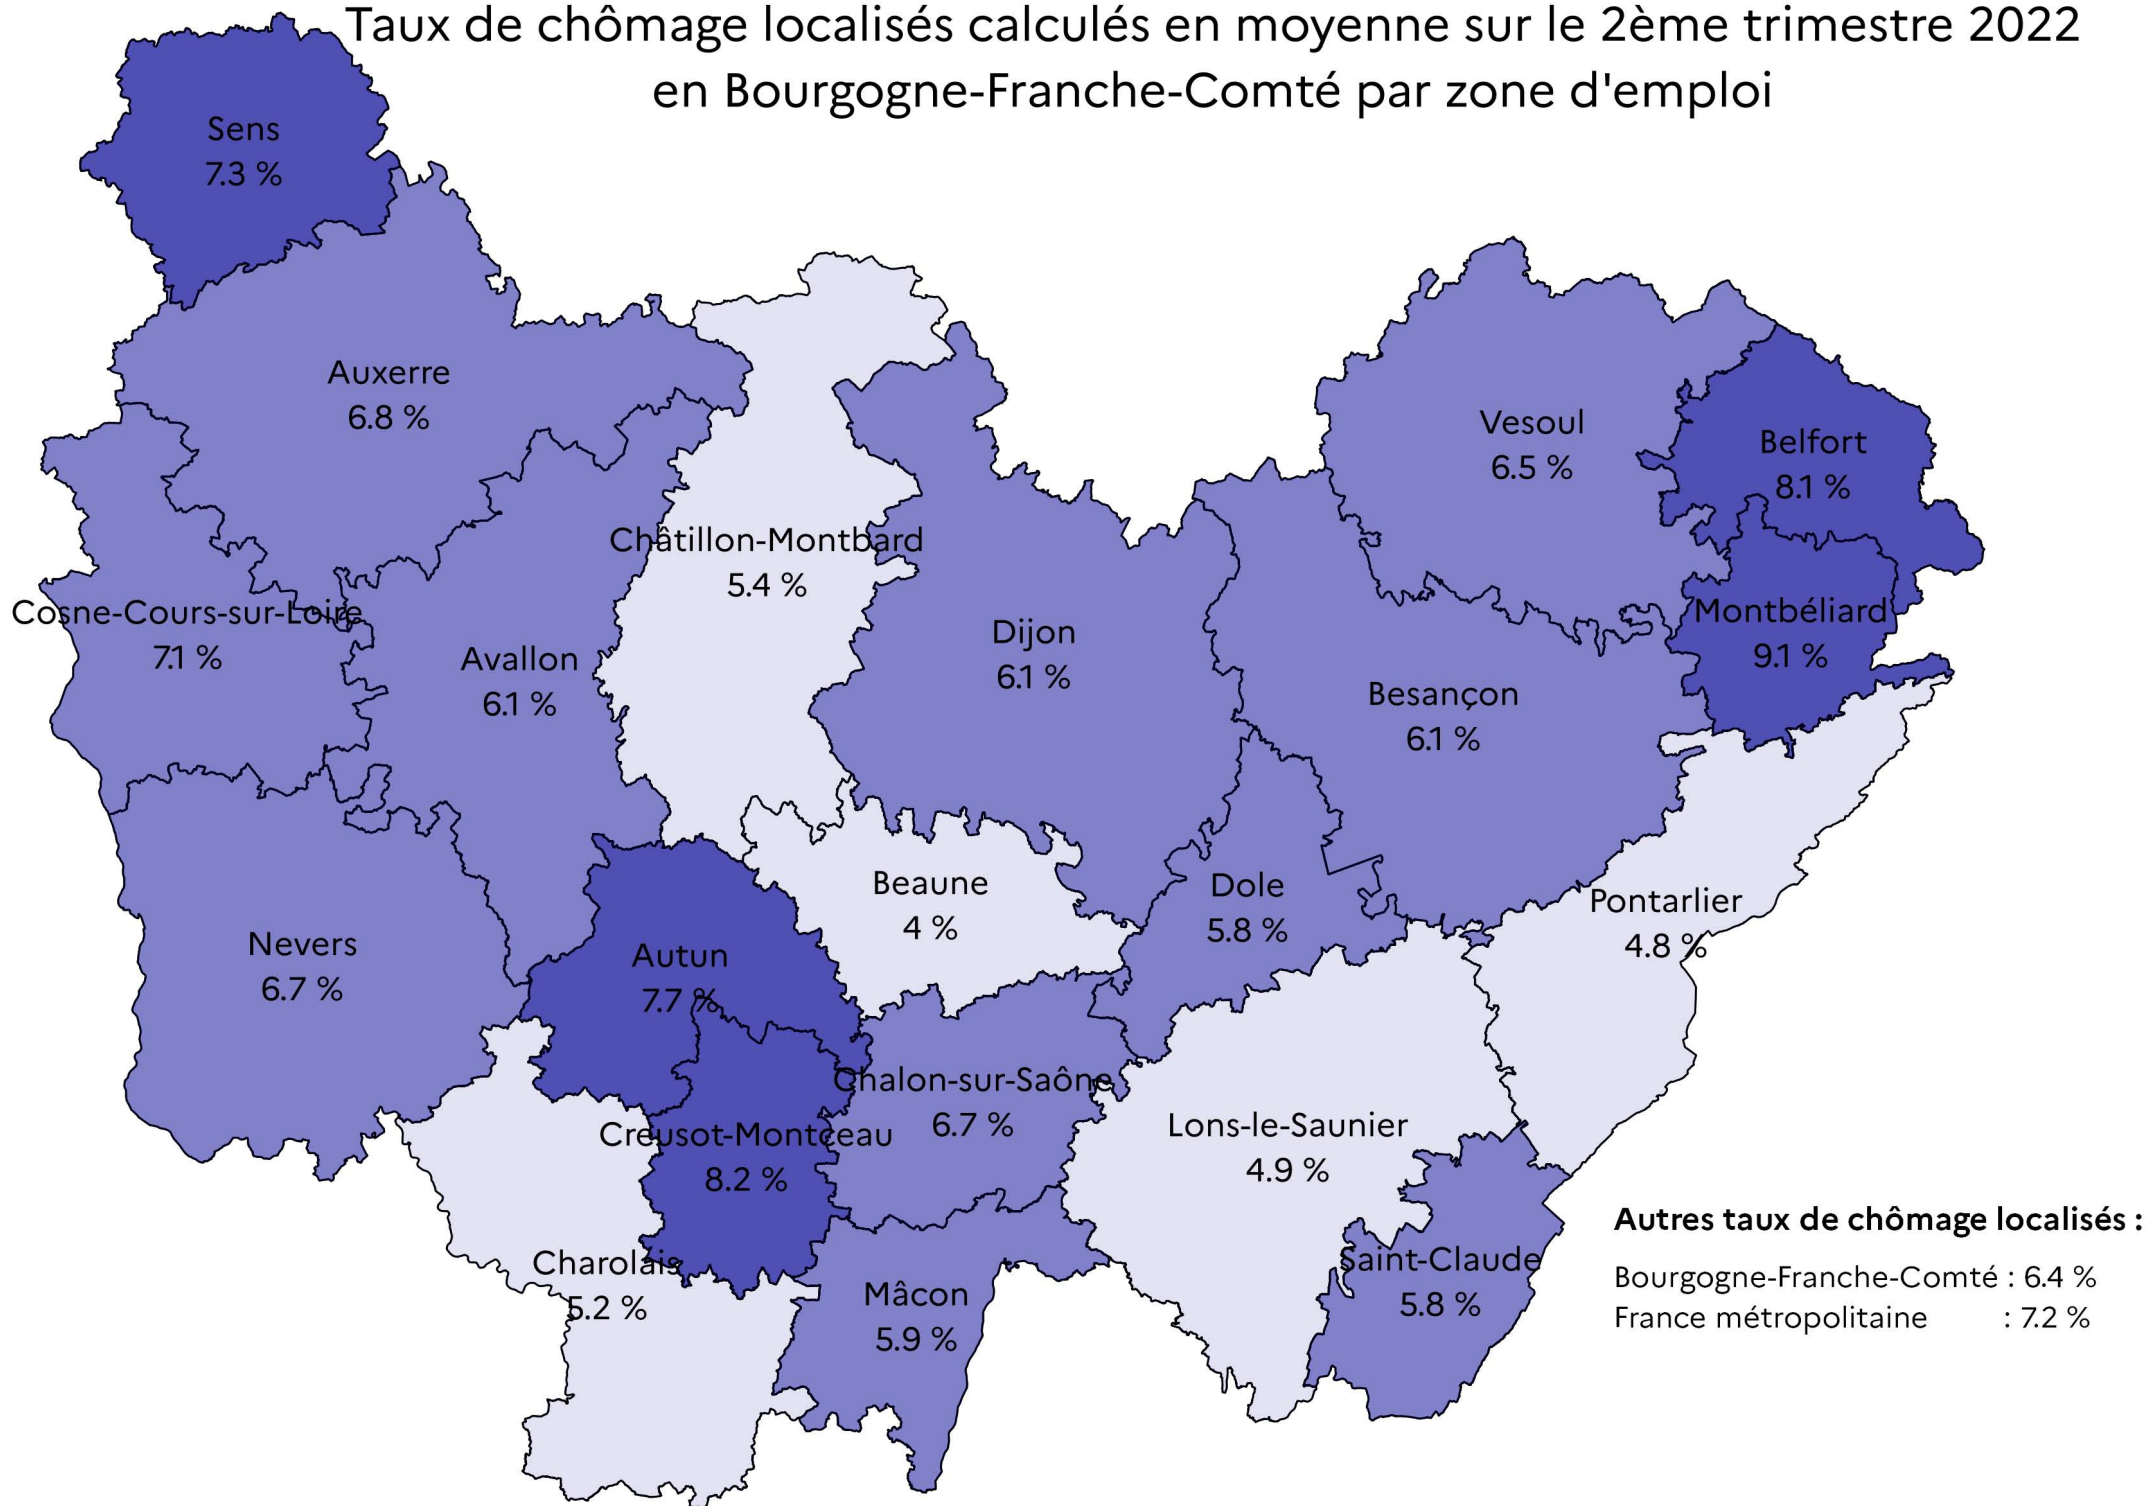 Taux de chômage localisés calculés en moyenne sur le 2ème trimestre 2022
en Bourgogne-Franche-Comté par zone d'emploi
Sens
7.3 %
Auxerre
6.8 %
Vesoul
6.5 %
Belfort
8.1 %
Châtillon-Montbard
5.4 %
Cosne-Cours-sur-Loire
7.1 %
Avallon
6.1 %
Dijon
6.1 %
Besançon
6.1 %
Montbéliard
9.1 %
Nevers
6.7 %
Autun
7.7 %
Beaune
4 %
Dole
5.8 %
Pontarlier
4.8 %
Creusot-Montceau
8.2 %
Chalon-sur-Saône
6.7 %
Lons-le-Saunier
4.9 %
Charolais
5.2 %
Mâcon
5.9 %
Saint-Claude
5.8 %
Autres taux de chômage localisés :
Bourgogne-Franche-Comté : 6.4 %
France métropolitaine : 7.2 %